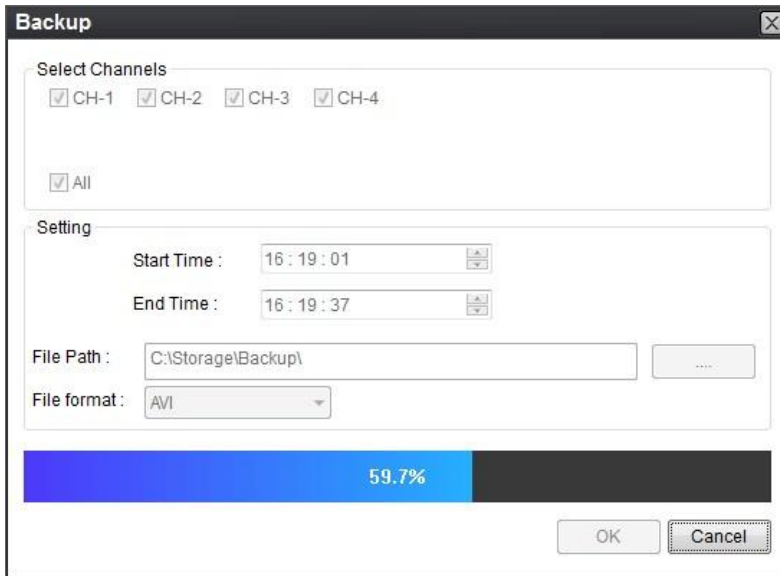 Backup
Select Channels
CH-1 CH-2 CH-3 CH-4
All
Setting
Start Time : 16 : 19 : 01
End Time : 16 : 19 : 37
File Path : C:\Storage\Backup\ ....
File format : AVI
59.7%
OK Cancel